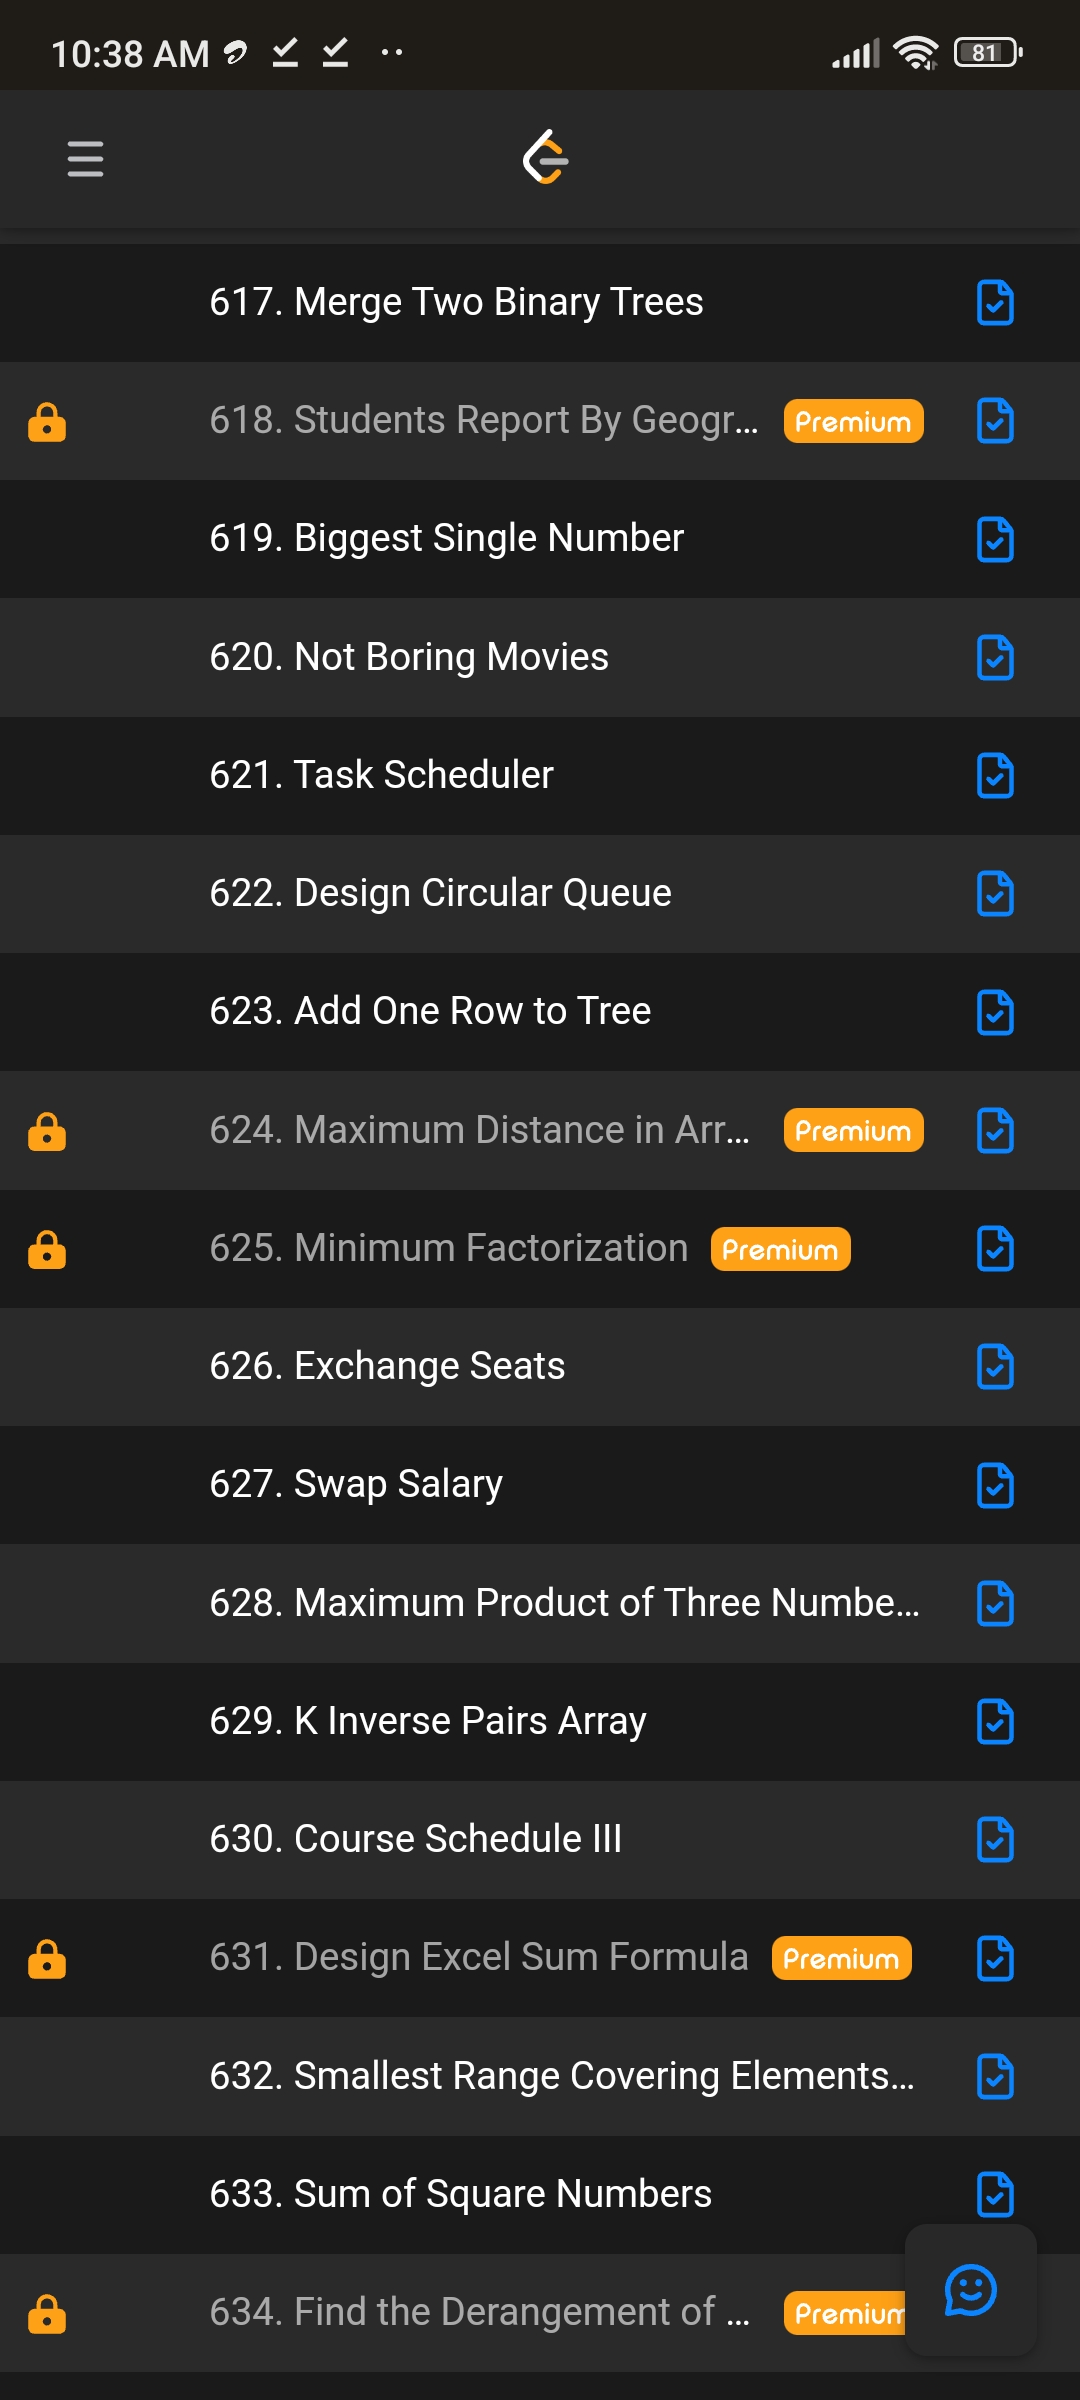 10:38 AM 81
617. Merge Two Binary Trees
618. Students Report By Geogr... Premium
619. Biggest Single Number
620. Not Boring Movies
621. Task Scheduler
622. Design Circular Queue
623. Add One Row to Tree
624. Maximum Distance in Arr... Premium
625. Minimum Factorization Premium
626. Exchange Seats
627. Swap Salary
628. Maximum Product of Three Numbe...
629. K Inverse Pairs Array
630. Course Schedule III
631. Design Excel Sum Formula Premium
632. Smallest Range Covering Elements...
633. Sum of Square Numbers
634. Find the Derangement of ... Premium